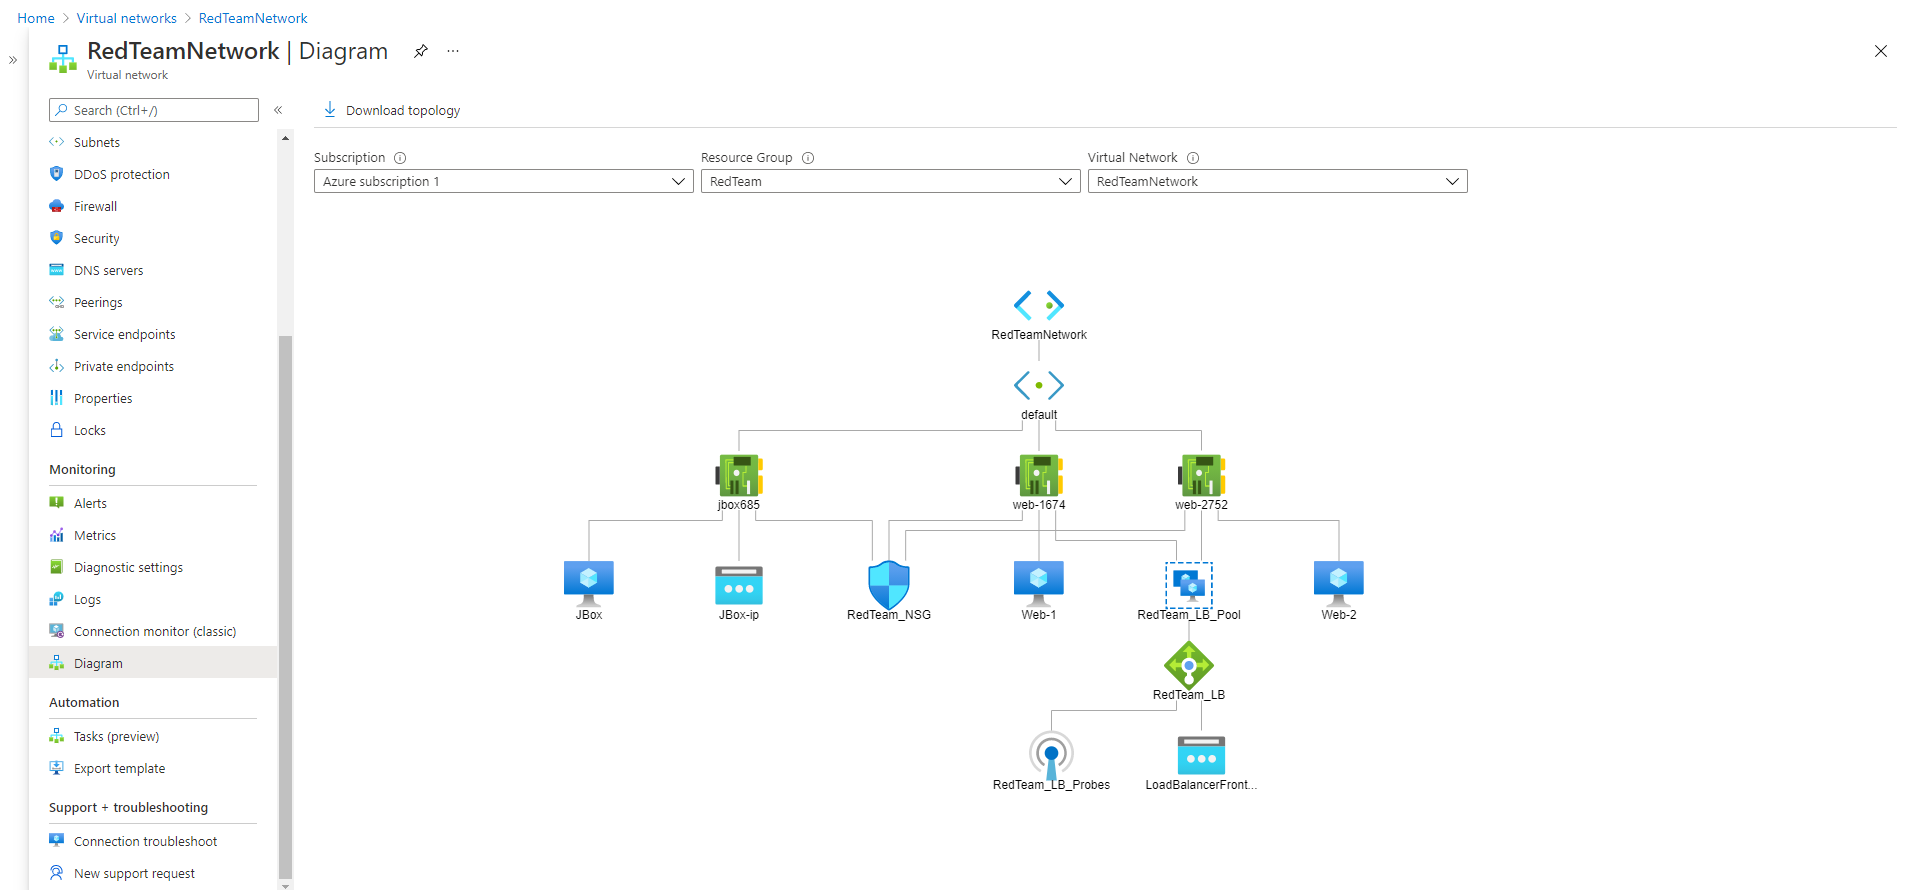 Home > Virtual networks > RedTeamNetwork
RedTeamNetwork | Diagram
Virtual network
Search (Ctrl+/)
Subnets
DDoS protection
Firewall
Security
DNS servers
Peerings
Service endpoints
Private endpoints
Properties
Locks
Monitoring
Alerts
Metrics
Diagnostic settings
Logs
Connection monitor (classic)
Diagram
Automation
Tasks (preview)
Export template
Support + troubleshooting
Connection troubleshoot
New support request
Download topology
Subscription
Azure subscription 1
Resource Group
RedTeam
Virtual Network
RedTeamNetwork
RedTeamNetwork
default
jbox685
web-1674
web-2752
JBox
JBox-ip
RedTeam_NSG
Web-1
RedTeam_LB_Pool
Web-2
RedTeam_LB
RedTeam_LB_Probes
LoadBalancerFront...